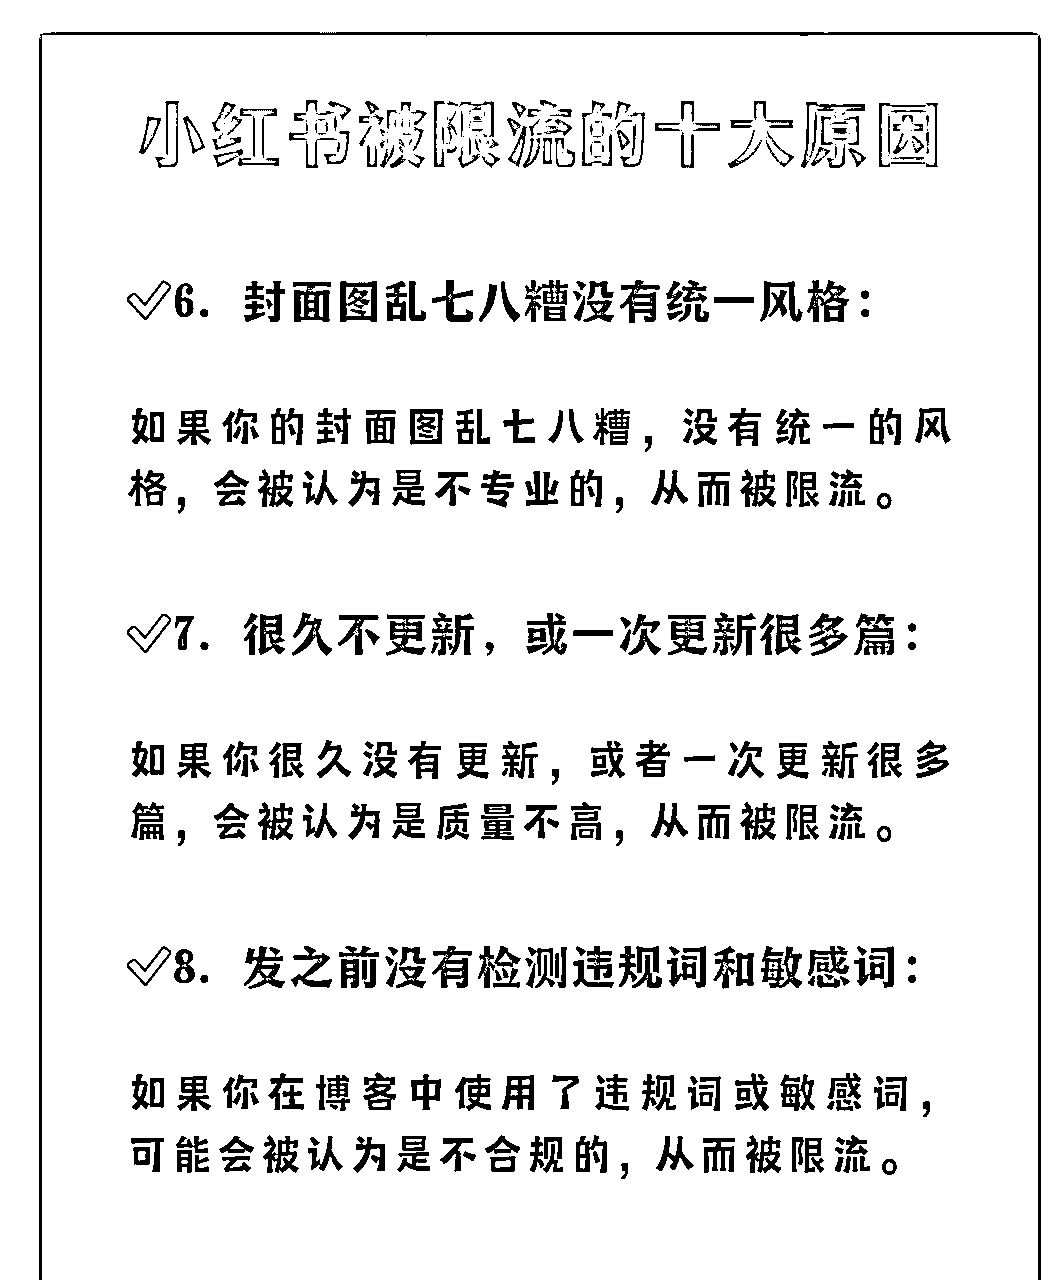 小红书被限流的十大原因
✓6. 封面图乱七八糟没有统一风格：
如果你的封面图乱七八糟，没有统一的风
格，会被认为是不专业的，从而被限流。
✓7. 很久不更新，或一次更新很多篇：
如果你很久没有更新，或者一次更新很多
篇，会被认为是质量不高，从而被限流。
✓8. 发之前没有检测违规词和敏感词：
如果你在博客中使用了违规词或敏感词，
可能会被认为是不合规的，从而被限流。